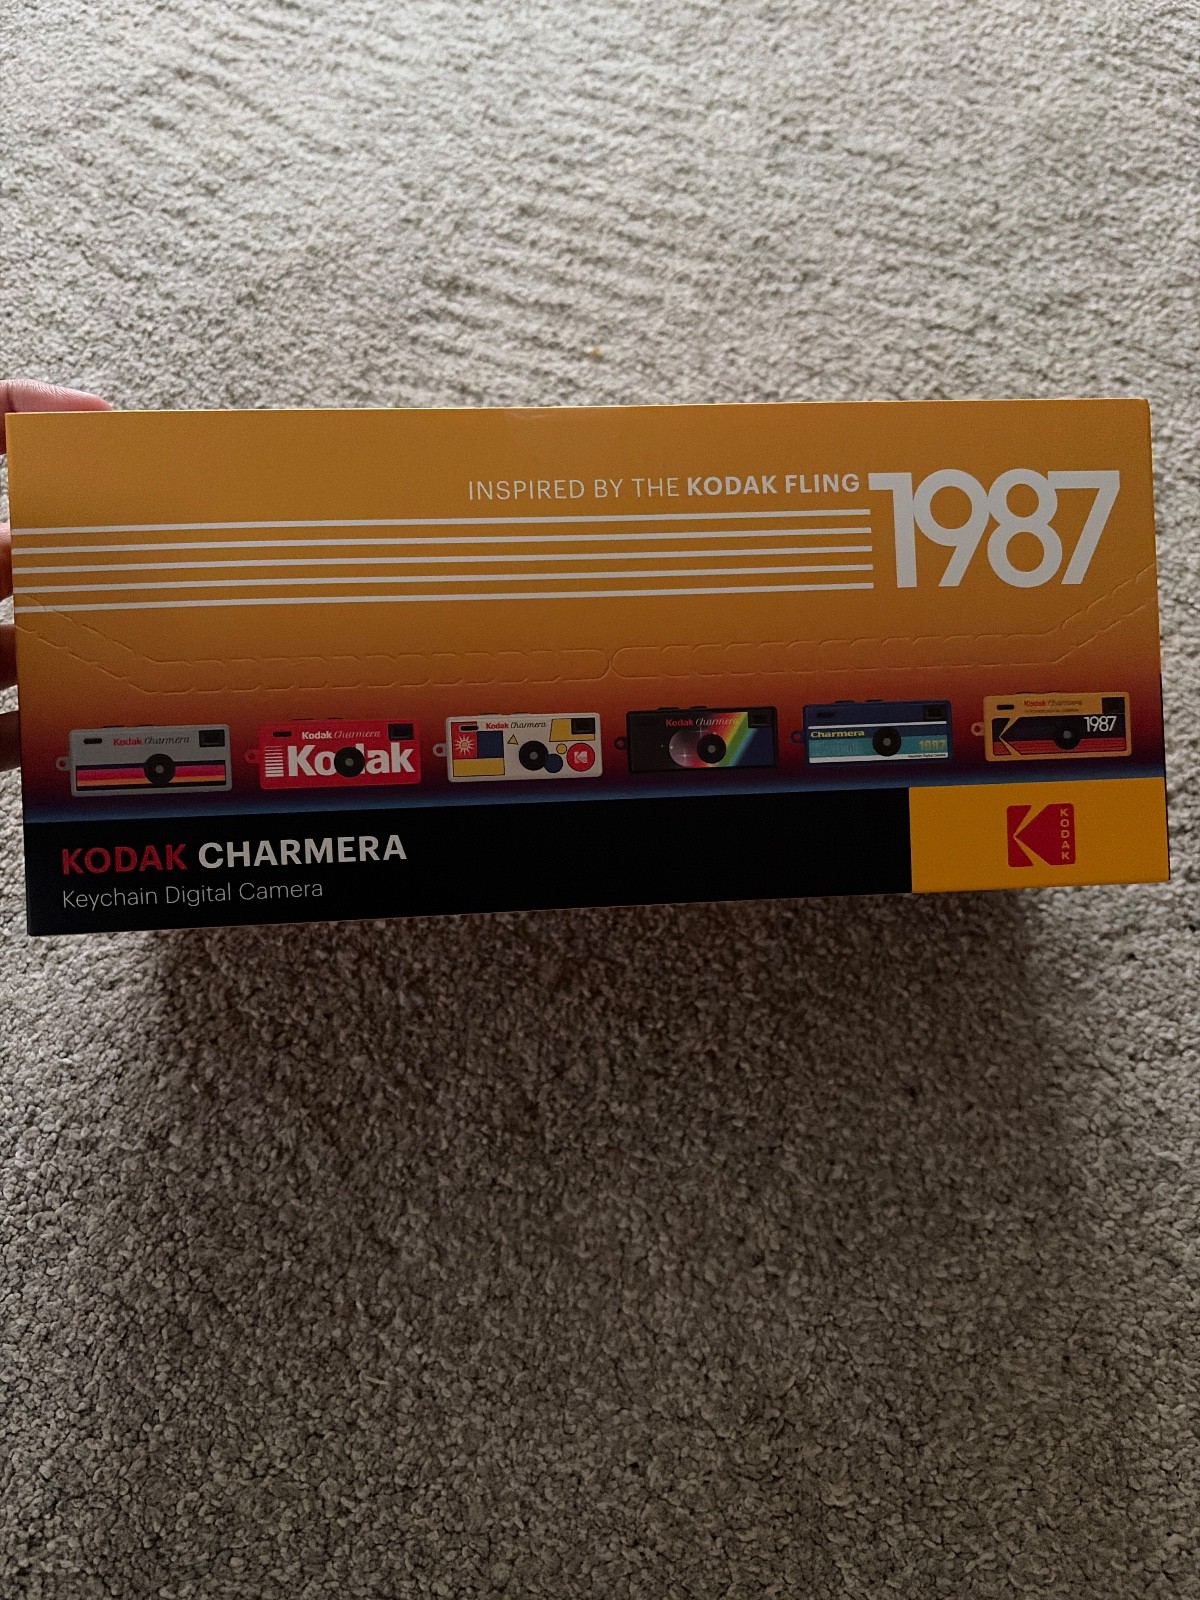 INSPIRED BY THE KODAK FLING 1987
Kodak Charmera
Kodak Charmera
Kodak
Kodak Charmera
Kodak Charmera
Charmera
1987
Kodak Charmera
1987
KODAK CHARMERA
Keychain Digital Camera
KODAK